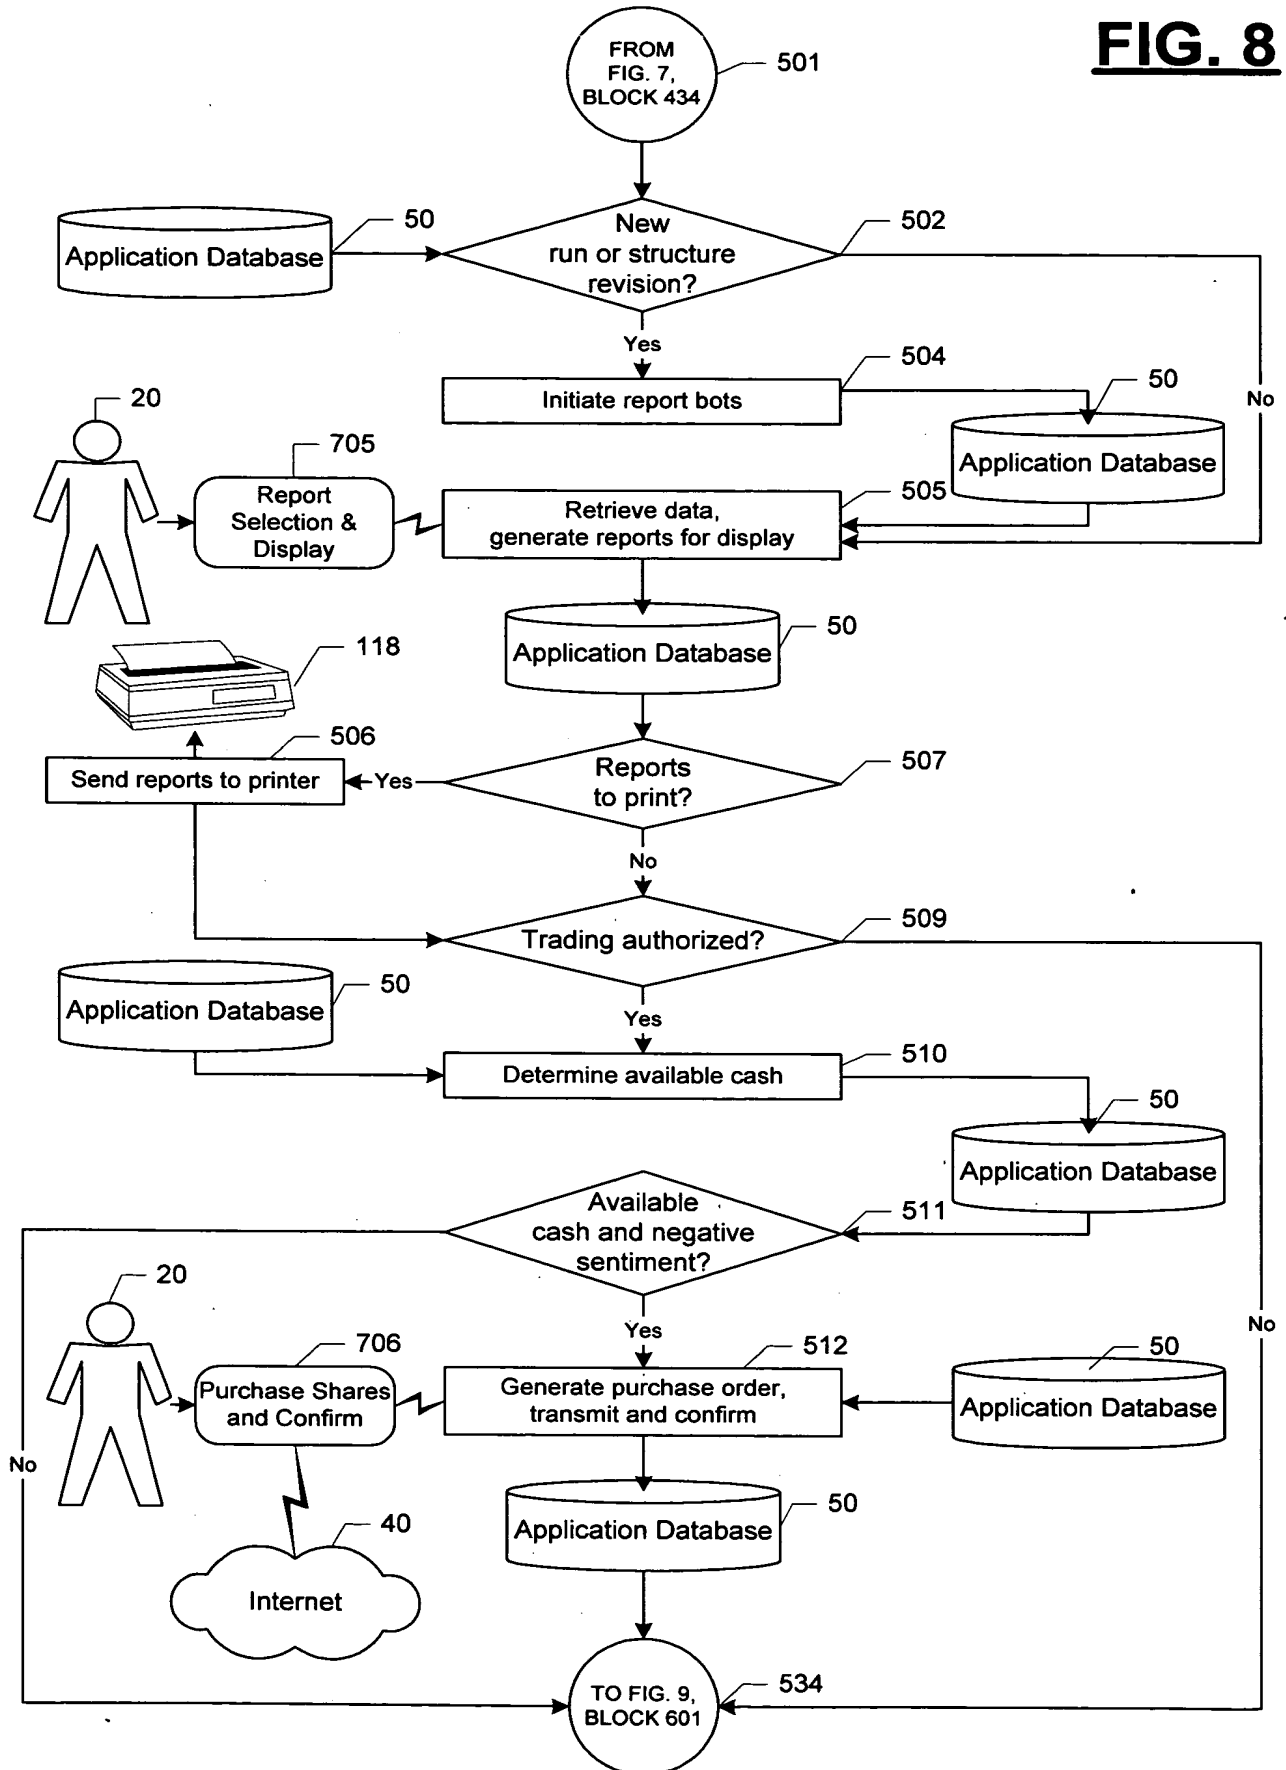 FIG. 8
FROM
FIG. 7,
BLOCK 434
501
50
Application Database
New
run or structure
revision?
502
Yes
504
Initiate report bots
50
No
Application Database
20
705
Report
Selection &
Display
505
Retrieve data,
generate reports for display
50
Application Database
118
506
Send reports to printer
Yes
Reports
to print?
507
No
Trading authorized?
509
50
Application Database
Yes
Determine available cash
510
50
Application Database
Available
cash and negative
sentiment?
511
20
Yes
No
706
Purchase Shares
and Confirm
512
Generate purchase order,
transmit and confirm
50
Application Database
No
50
Application Database
40
Internet
TO FIG. 9,
BLOCK 601
534